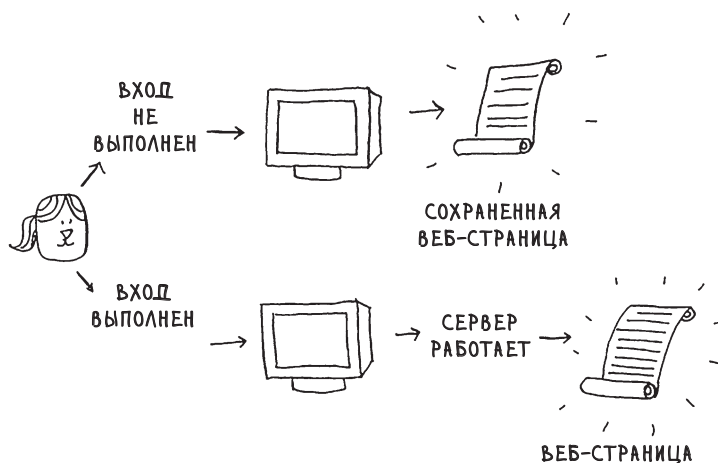 ВХОД
НЕ
ВЫПОЛНЕН
СОХРАНЕННАЯ
ВЕБ-СТРАНИЦА
ВХОД
ВЫПОЛНЕН
СЕРВЕР
РАБОТАЕТ
ВЕБ-СТРАНИЦА